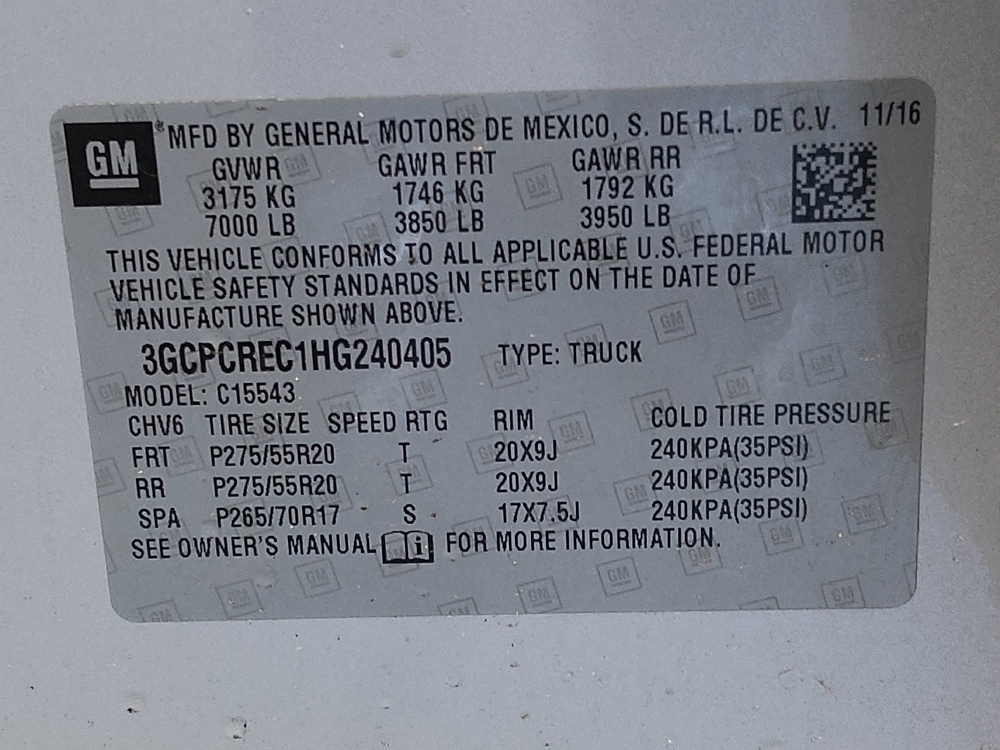 GM
®MFD BY GENERAL MOTORS DE MEXICO, S. DE R.L. DE C.V. 11/16
GVWR GAWR FRT GAWR RR
3175 KG 1746 KG 1792 KG
7000 LB 3850 LB 3950 LB
THIS VEHICLE CONFORMS TO ALL APPLICABLE U.S. FEDERAL MOTOR
VEHICLE SAFETY STANDARDS IN EFFECT ON THE DATE OF
MANUFACTURE SHOWN ABOVE.
3GCPCREC1HG240405 TYPE: TRUCK
MODEL: C15543
CHV6 TIRE SIZE SPEED RTG RIM COLD TIRE PRESSURE
FRT P275/55R20 T 20X9J 240KPA(35PSI)
RR P275/55R20 T 20X9J 240KPA(35PSI)
SPA P265/70R17 S 17X7.5J 240KPA(35PSI)
SEE OWNER'S MANUAL i FOR MORE INFORMATION.